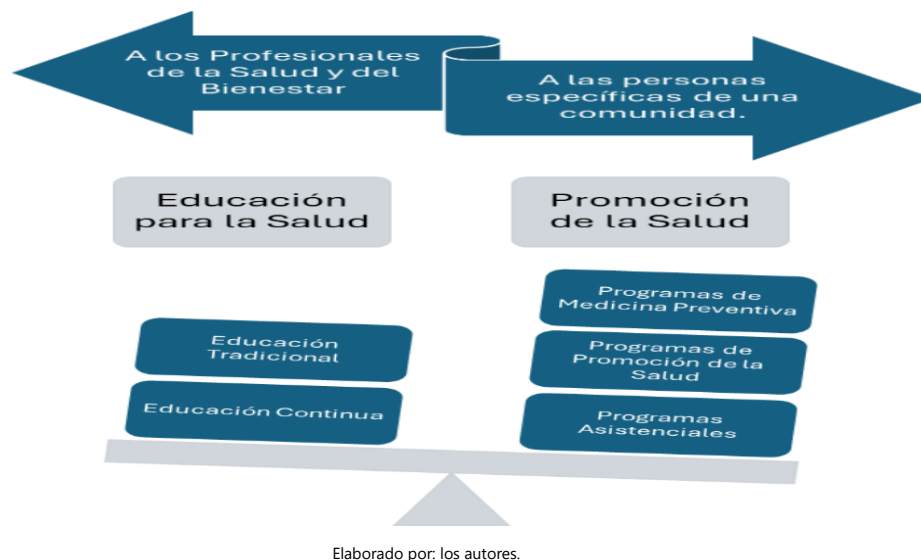 A los Profesionales
de la Salud y del
Bienestar
A las personas
específicas de una
comunidad.
Educación
para la Salud
Promoción
de la Salud
Educación
Tradicional
Educación Continua
Programas de
Medicina Preventiva
Programas de
Promoción de la
Salud
Programas
Asistenciales
Elaborado por: los autores.